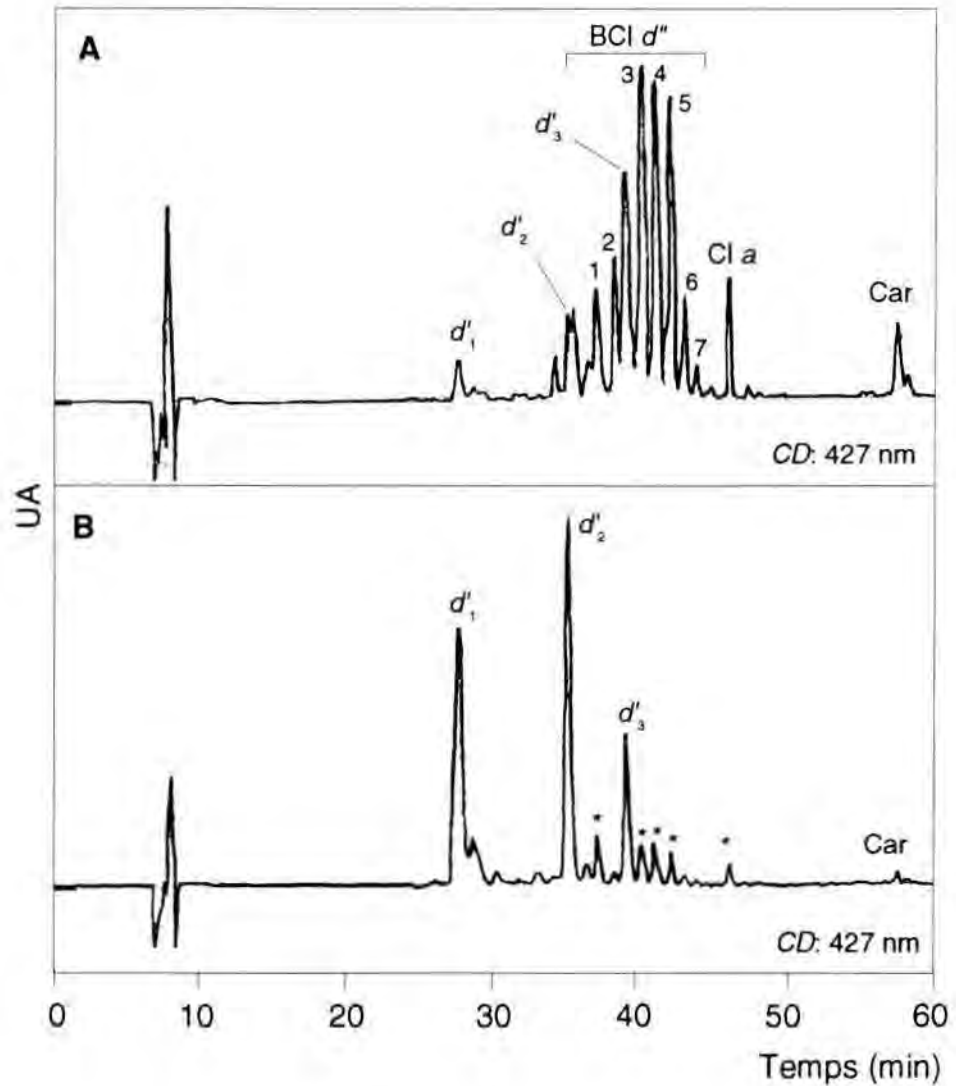 A
BCl d"
3
4
5
d'₃
d'₂
2
1
Cl a
6
Car
7
d'₁
CD: 427 nm
UA
B
d'₂
d'₁
d'₃
*
* * *
*
Car
CD: 427 nm
0 10 20 30 40 50 60
Temps (min)